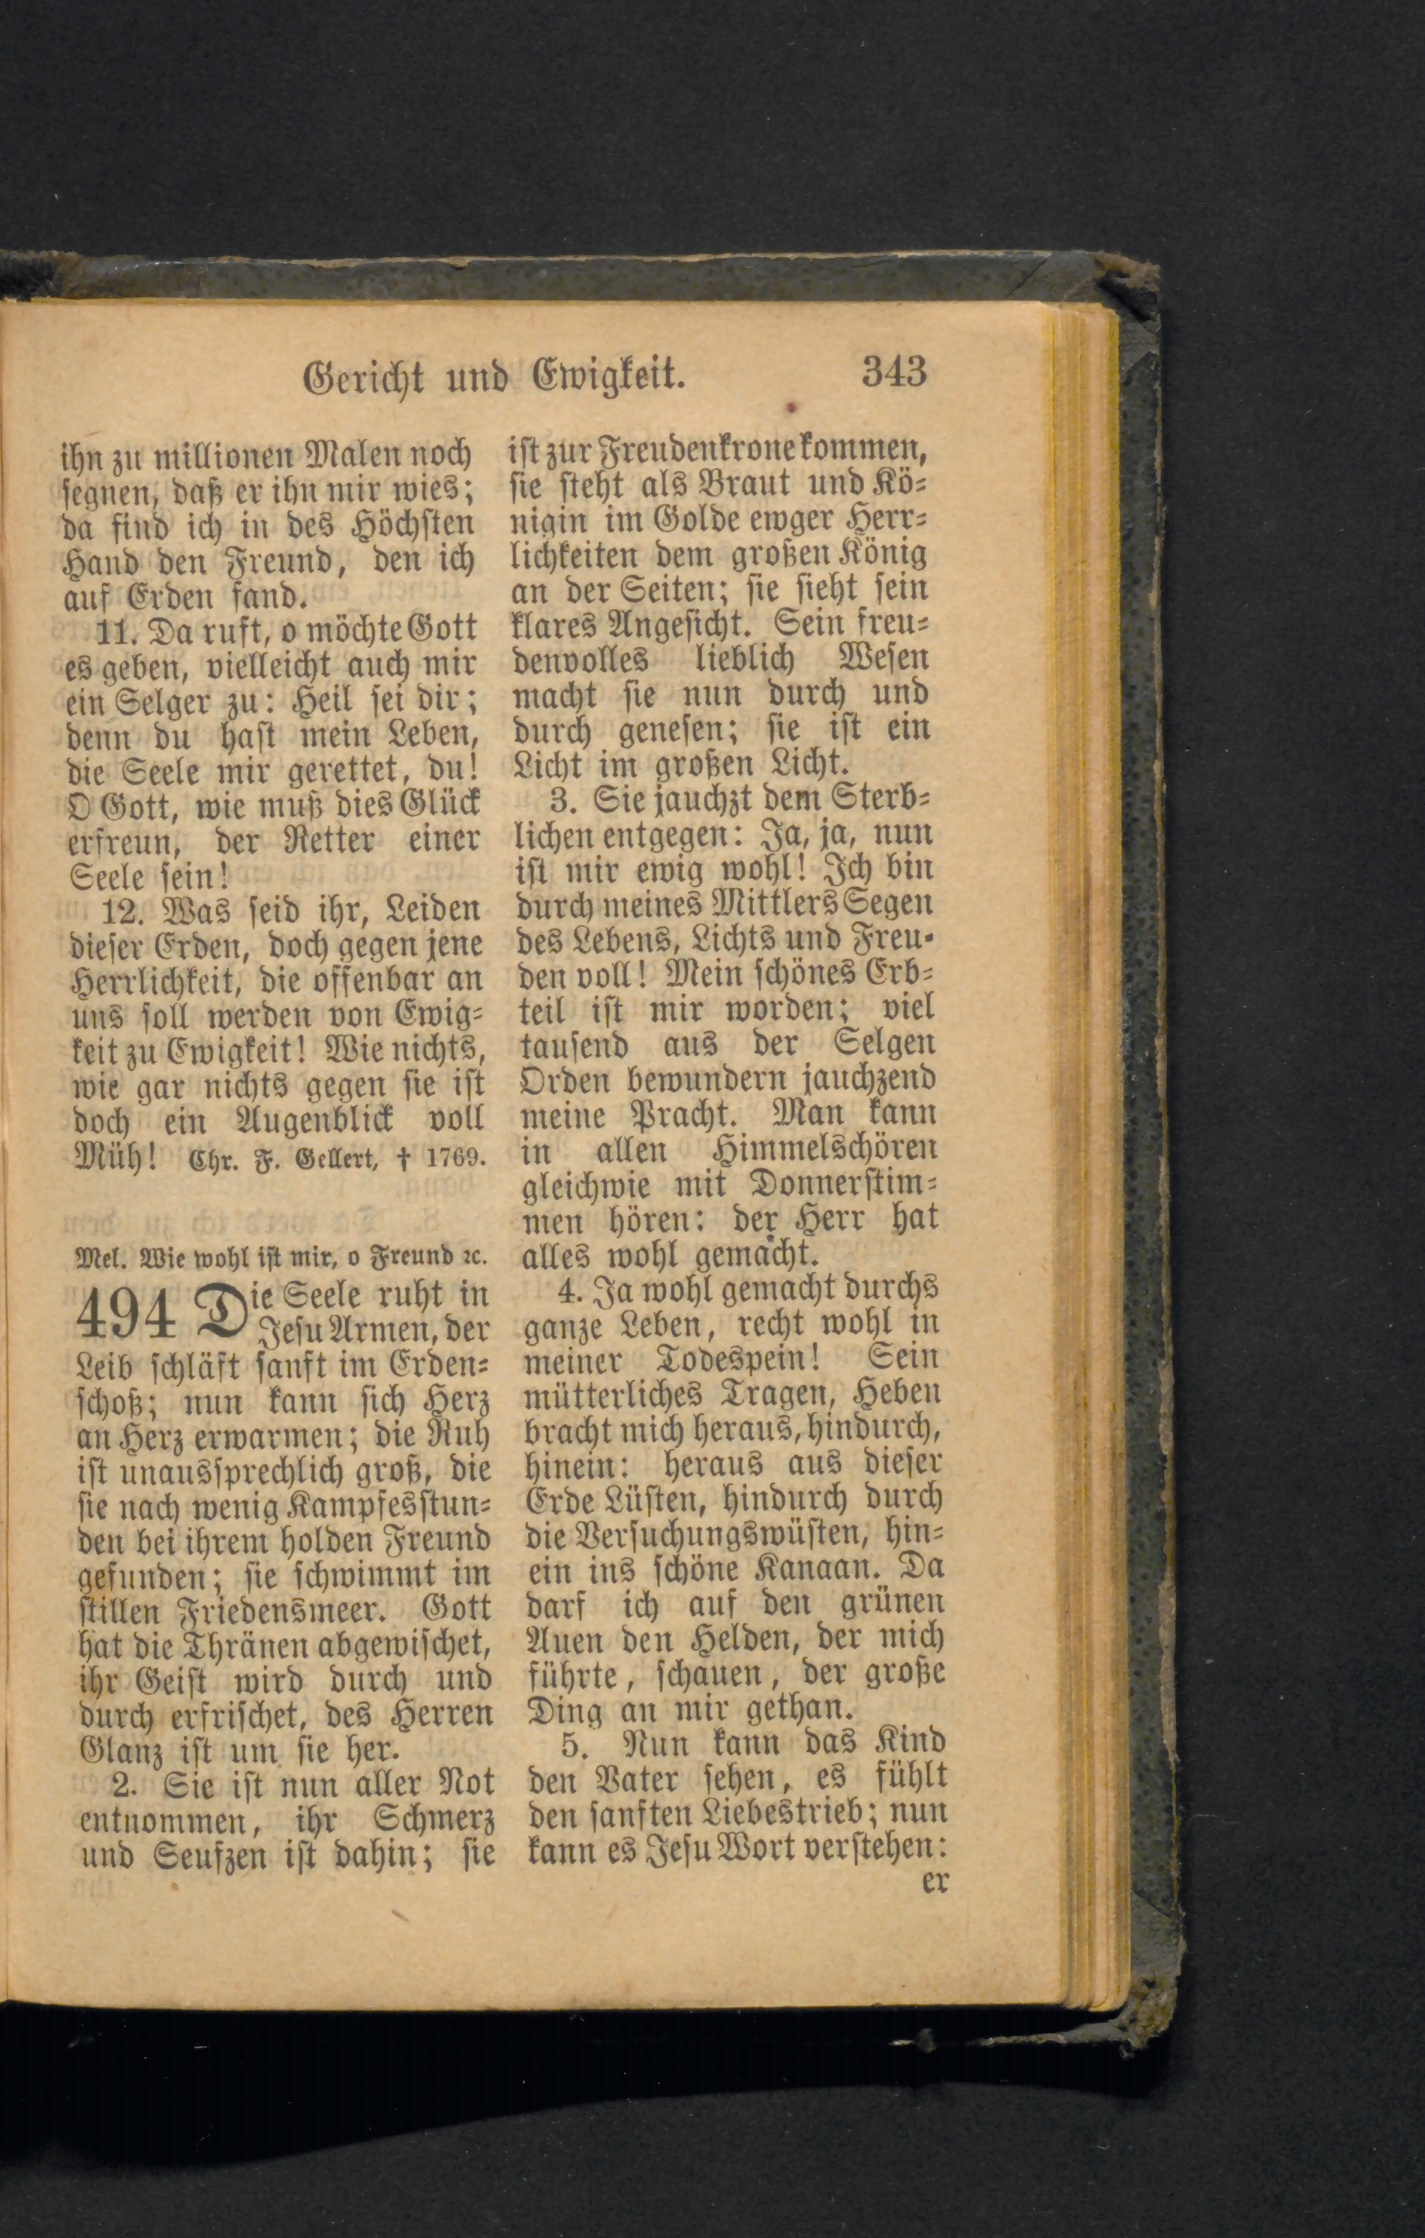 Gericht und Ewigkeit. 343
ihn zu millionen Malen noch
segnen, daß er ihn mir wies;
da find ich in des Höchsten
Hand den Freund, den ich
auf Erden fand.
11. Da ruft, o möchte Gott
es geben, vielleicht auch mir
ein Selger zu: Heil sei dir;
denn du hast mein Leben,
die Seele mir gerettet, du!
O Gott, wie muß dies Glück
erfreun, der Retter einer
Seele sein!
12. Was seid ihr, Leiden
dieser Erden, doch gegen jene
Herrlichkeit, die offenbar an
uns soll werden von Ewig-
keit zu Ewigkeit! Wie nichts,
wie gar nichts gegen sie ist
doch ein Augenblick voll
Müh! Chr. F. Gellert, † 1769.
Mel. Wie wohl ist mir, o Freund ꝛc.
494 Die Seele ruht in
Jesu Armen, der
Leib schläft sanft im Erden-
schoß; nun kann sich Herz
an Herz erwarmen; die Ruh
ist unaussprechlich groß, die
sie nach wenig Kampfesstun-
den bei ihrem holden Freund
gefunden; sie schwimmt im
stillen Friedensmeer. Gott
hat die Thränen abgewischet,
ihr Geist wird durch und
durch erfrischet, des Herren
Glanz ist um sie her.
2. Sie ist nun aller Not
entnommen, ihr Schmerz
und Seufzen ist dahin; sie
ist zur Freudenkrone kommen,
sie steht als Braut und Kö-
nigin im Golde ewger Herr-
lichkeiten dem großen König
an der Seiten; sie sieht sein
klares Angesicht. Sein freu-
denvolles lieblich Wesen
macht sie nun durch und
durch genesen; sie ist ein
Licht im großen Licht.
3. Sie jauchzt dem Sterb-
lichen entgegen: Ja, ja, nun
ist mir ewig wohl! Ich bin
durch meines Mittlers Segen
des Lebens, Lichts und Freu-
den voll! Mein schönes Erb-
teil ist mir worden; viel
tausend aus der Selgen
Orden bewundern jauchzend
meine Pracht. Man kann
in allen Himmelschören
gleichwie mit Donnerstim-
men hören: der Herr hat
alles wohl gemacht.
4. Ja wohl gemacht durchs
ganze Leben, recht wohl in
meiner Todespein! Sein
mütterliches Tragen, Heben
bracht mich heraus, hindurch,
hinein: heraus aus dieser
Erde Lüsten, hindurch durch
die Versuchungswüsten, hin-
ein ins schöne Kanaan. Da
darf ich auf den grünen
Auen den Helden, der mich
führte, schauen, der große
Ding an mir gethan.
5. Nun kann das Kind
den Vater sehen, es fühlt
den sanften Liebestrieb; nun
kann es Jesu Wort verstehen:
er